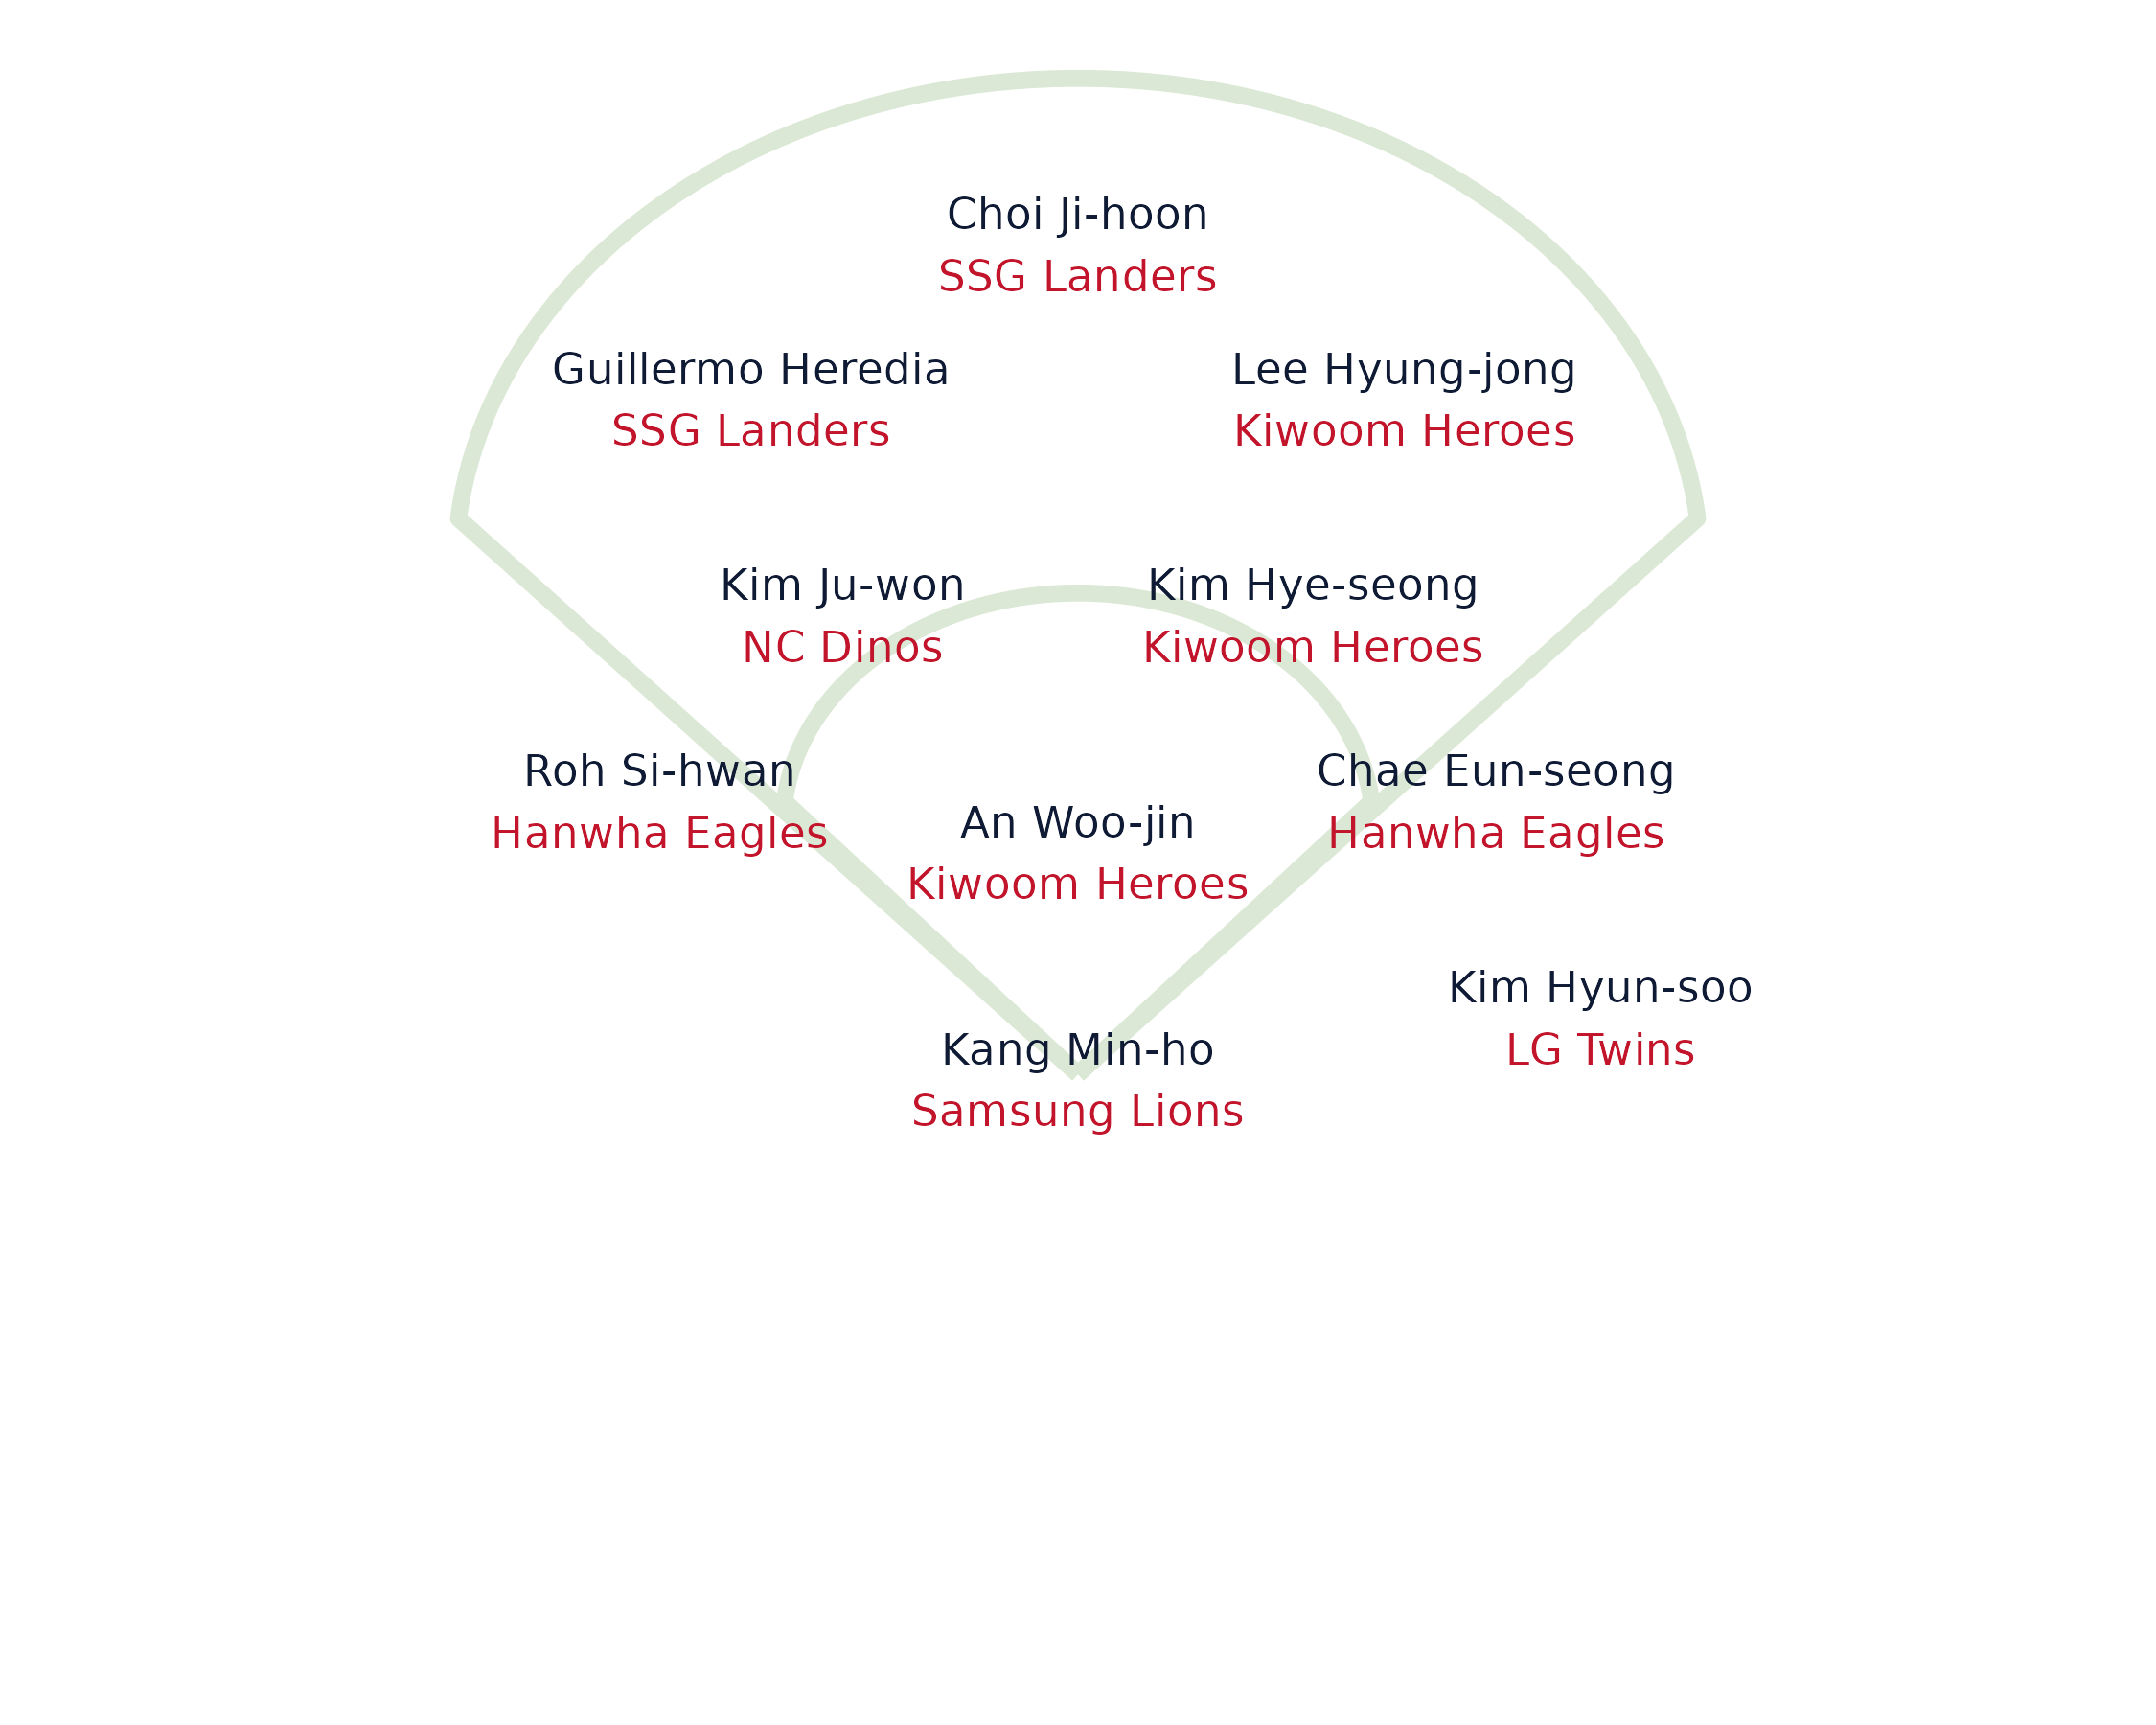 Choi Ji-hoon
SSG Landers
Guillermo Heredia
SSG Landers
Lee Hyung-jong
Kiwoom Heroes
Kim Ju-won
NC Dinos
Kim Hye-seong
Kiwoom Heroes
Roh Si-hwan
Hanwha Eagles
An Woo-jin
Kiwoom Heroes
Chae Eun-seong
Hanwha Eagles
Kim Hyun-soo
LG Twins
Kang Min-ho
Samsung Lions